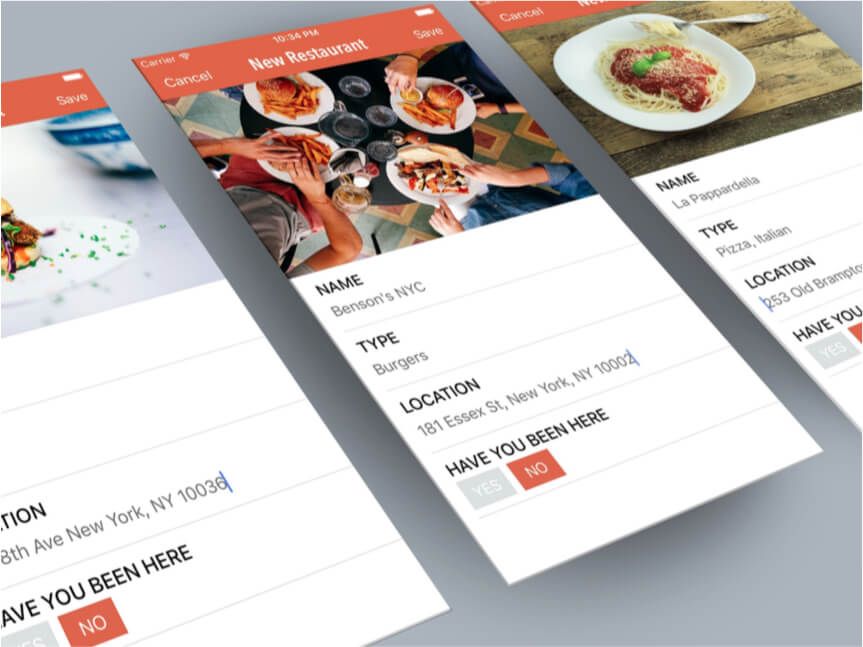 Save
TION
8th Ave New York, NY 10036
AVE YOU BEEN HERE
YES
NO
Carrier
10:34 PM
Cancel
New Restaurant
Save
NAME
Benson's NYC
TYPE
Burgers
LOCATION
181 Essex St, New York, NY 10002
HAVE YOU BEEN HERE
YES
NO
Cancel
NAME
La Pappardella
TYPE
Pizza, Italian
LOCATION
253 Old Brampto
HAVE YOU
YES